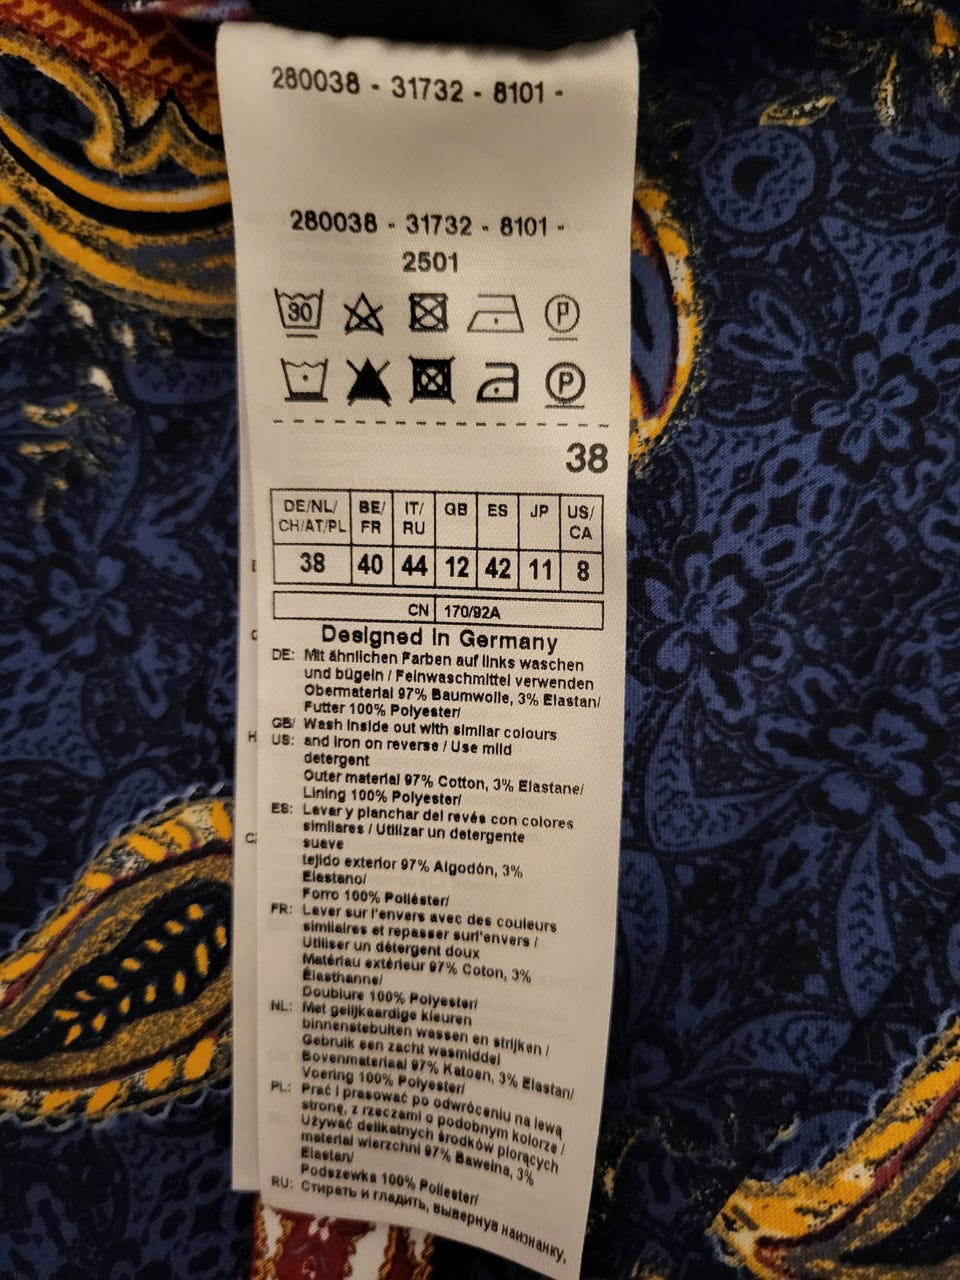 280038 - 31732 - 8101 -
280038 - 31732 - 8101 -
2501
30 P
P
38
DE/NL/ CH/AT/PL BE/ FR IT/ RU GB ES JP US/ CA
38 40 44 12 42 11 8
CN 170/92A
Designed in Germany
DE: Mit ähnlichen Farben auf links waschen
und bügeln / Feinwaschmittel verwenden
Obermaterial 97% Baumwolle, 3% Elastan/
Futter 100% Polyester/
GB/ Wash inside out with similar colours
US: and iron on reverse / Use mild
detergent
Outer material 97% Cotton, 3% Elastane/
Lining 100% Polyester/
ES: Lavar y planchar del revés con colores
similares / Utilizar un detergente
suave
tejido exterior 97% Algodón, 3%
Elastano/
Forro 100% Poliéster/
FR: Laver sur l'envers avec des couleurs
similaires et repasser surl'envers /
Utiliser un détergent doux
Matériau extérieur 97% Coton, 3%
Élasthanne/
Doublure 100% Polyester/
NL: Met gelijkaardige kleuren
binnenstebuiten wassen en strijken /
Gebruik een zacht wasmiddel
Bovenmateriaal 97% Katoen, 3% Elastan/
Voering 100% Polyester/
PL: Prać i prasować po odwróceniu na lewą
stronę, z rzeczami o podobnym kolorze /
Używać delikatnych środków piorących
material wierzchni 97% Bawełna, 3%
Elastan/
Podszewka 100% Poliester/
RU: Стирать и гладить, вывернув наизнанку,